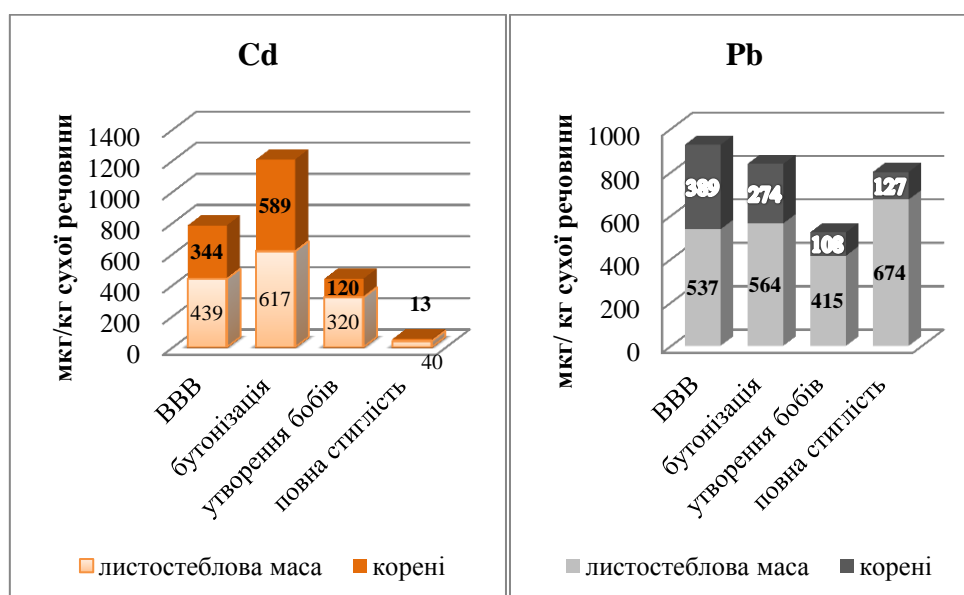 Cd
мкг/кг сухої речовини
1400
1200
1000
800
600
400
200
0
344
439
589
617
120
320
13
40
ВВВ
бутонізація
утворення бобів
повна стиглість
листостеблова маса
корені
Pb
мкг/ кг сухої речовини
1000
800
600
400
200
0
389
537
274
564
108
415
127
674
ВВВ
бутонізація
утворення бобів
повна стиглість
листостеблова маса
корені